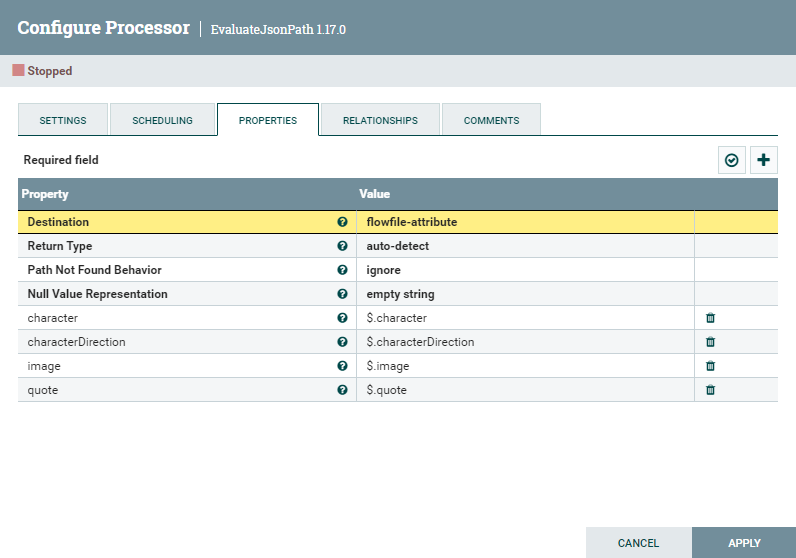 Configure Processor | EvaluateJsonPath 1.17.0
Stopped
SETTINGS SCHEDULING PROPERTIES RELATIONSHIPS COMMENTS
Required field
Property Value
Destination flowfile-attribute
Return Type auto-detect
Path Not Found Behavior ignore
Null Value Representation empty string
character $.character
characterDirection $.characterDirection
image $.image
quote $.quote
CANCEL APPLY